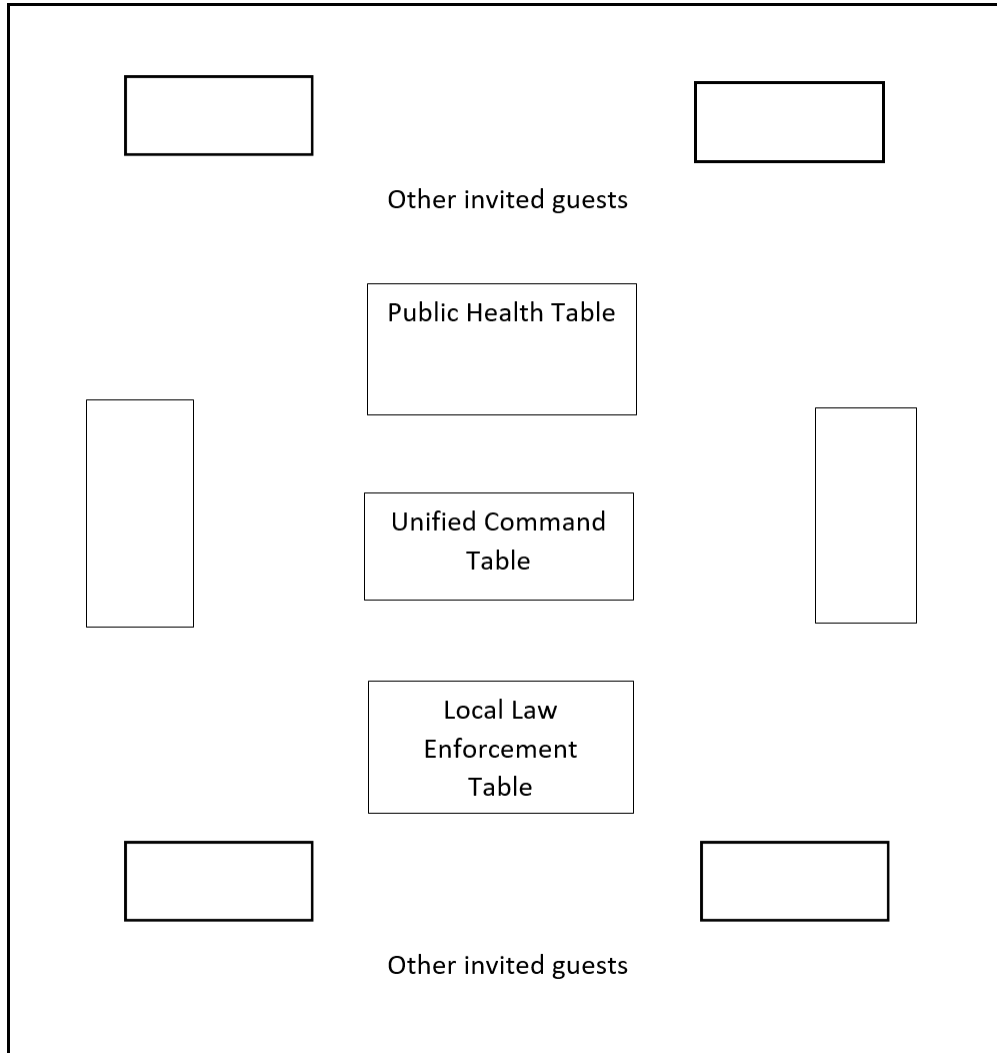 Other invited guests
Public Health Table
Unified Command
Table
Local Law
Enforcement
Table
Other invited guests